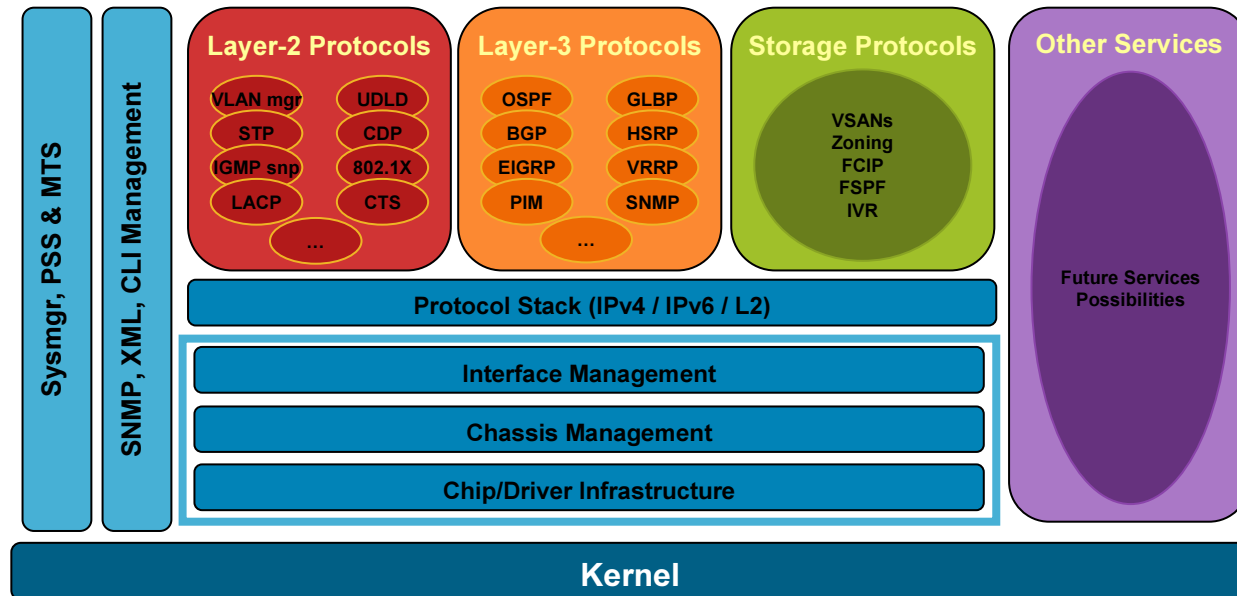 Sysmgr, PSS & MTS
SNMP, XML, CLI Management
Layer-2 Protocols
VLAN mgr
UDLD
STP
CDP
IGMP snp
802.1X
LACP
CTS
...
Layer-3 Protocols
OSPF
GLBP
BGP
HSRP
EIGRP
VRRP
PIM
SNMP
...
Storage Protocols
VSANs
Zoning
FCIP
FSPF
IVR
Other Services
Future Services
Possibilities
Protocol Stack (IPv4 / IPv6 / L2)
Interface Management
Chassis Management
Chip/Driver Infrastructure
Kernel